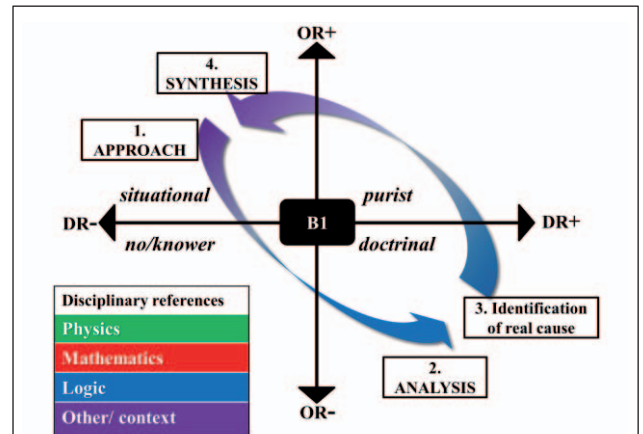 OR+
4.
SYNTHESIS
1.
APPROACH
situational
purist
DR-
B1
DR+
no/knower
doctrinal
Disciplinary references
Physics
Mathematics
Logic
Other/ context
3. Identification
of real cause
2.
ANALYSIS
OR-